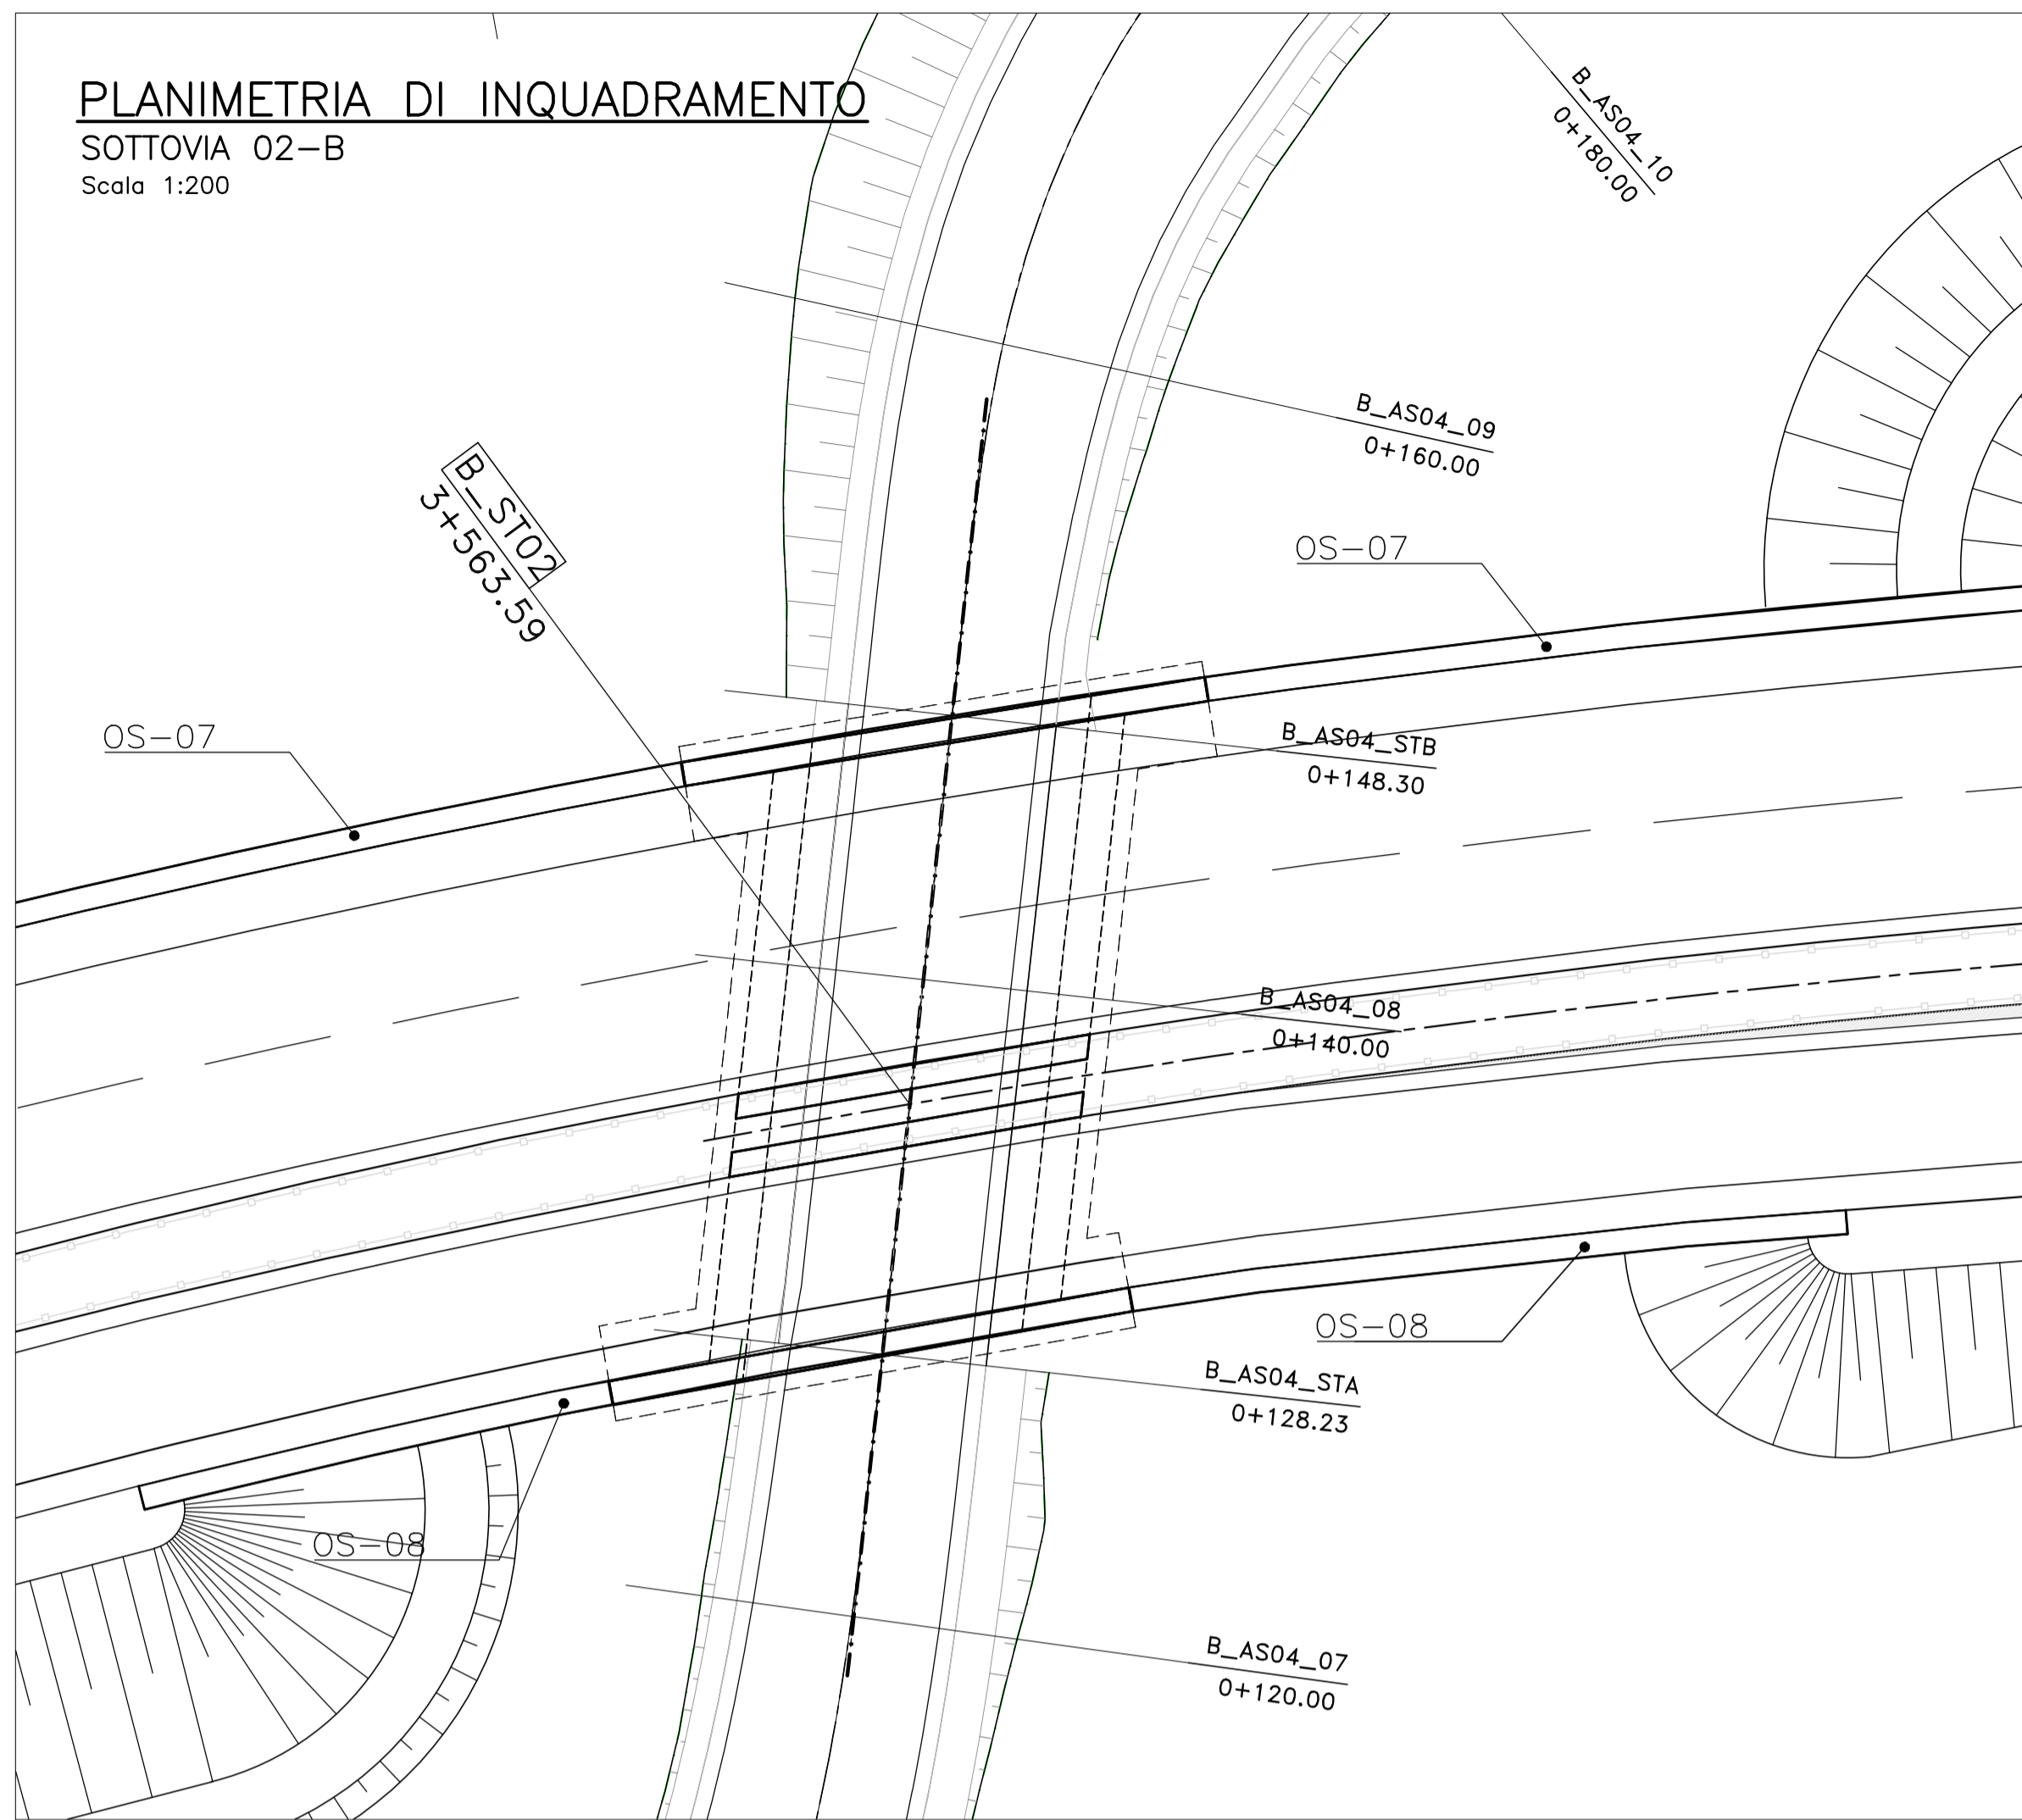 PLANIMETRIA DI INQUADRAMENTO
SOTTOVIA 02-B
Scala 1:200
B_AS04_10
0+180.00
B_AS04_09
0+160.00
B_ST02
3+563.59
OS-07
OS-07
B_AS04_STB
0+148.30
B_AS04_08
0+140.00
OS-08
B_AS04_STA
0+128.23
OS-08
B_AS04_07
0+120.00